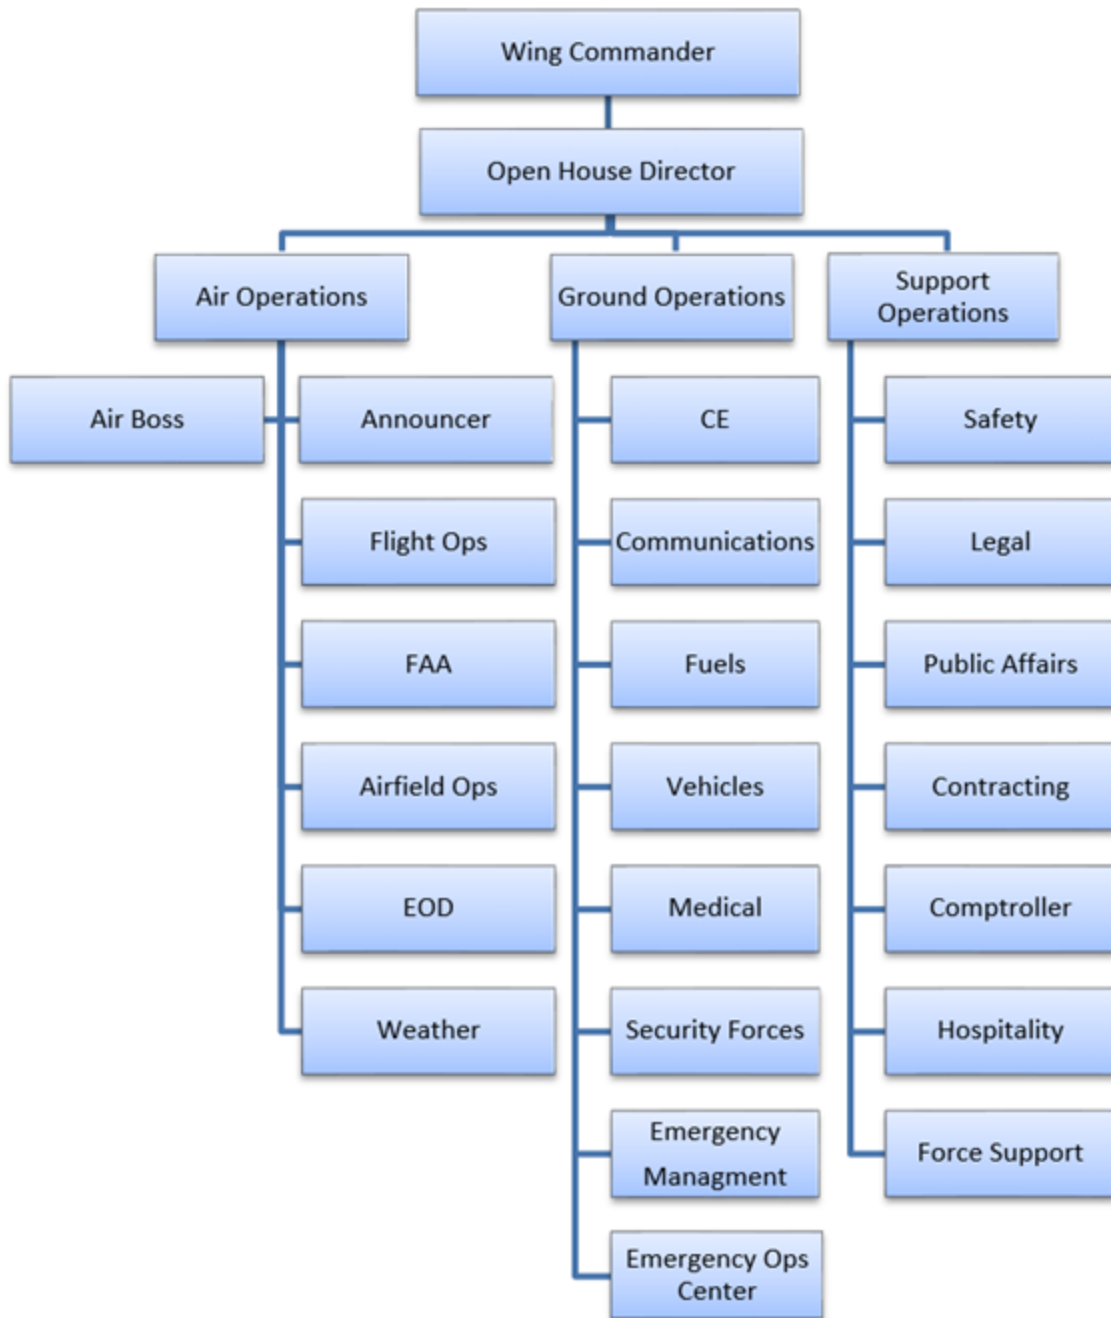 Wing Commander
Open House Director
Air Operations
Ground Operations
Support
Operations
Air Boss
Announcer
CE
Safety
Flight Ops
Communications
Legal
FAA
Fuels
Public Affairs
Airfield Ops
Vehicles
Contracting
EOD
Medical
Comptroller
Weather
Security Forces
Hospitality
Emergency
Managment
Force Support
Emergency Ops
Center